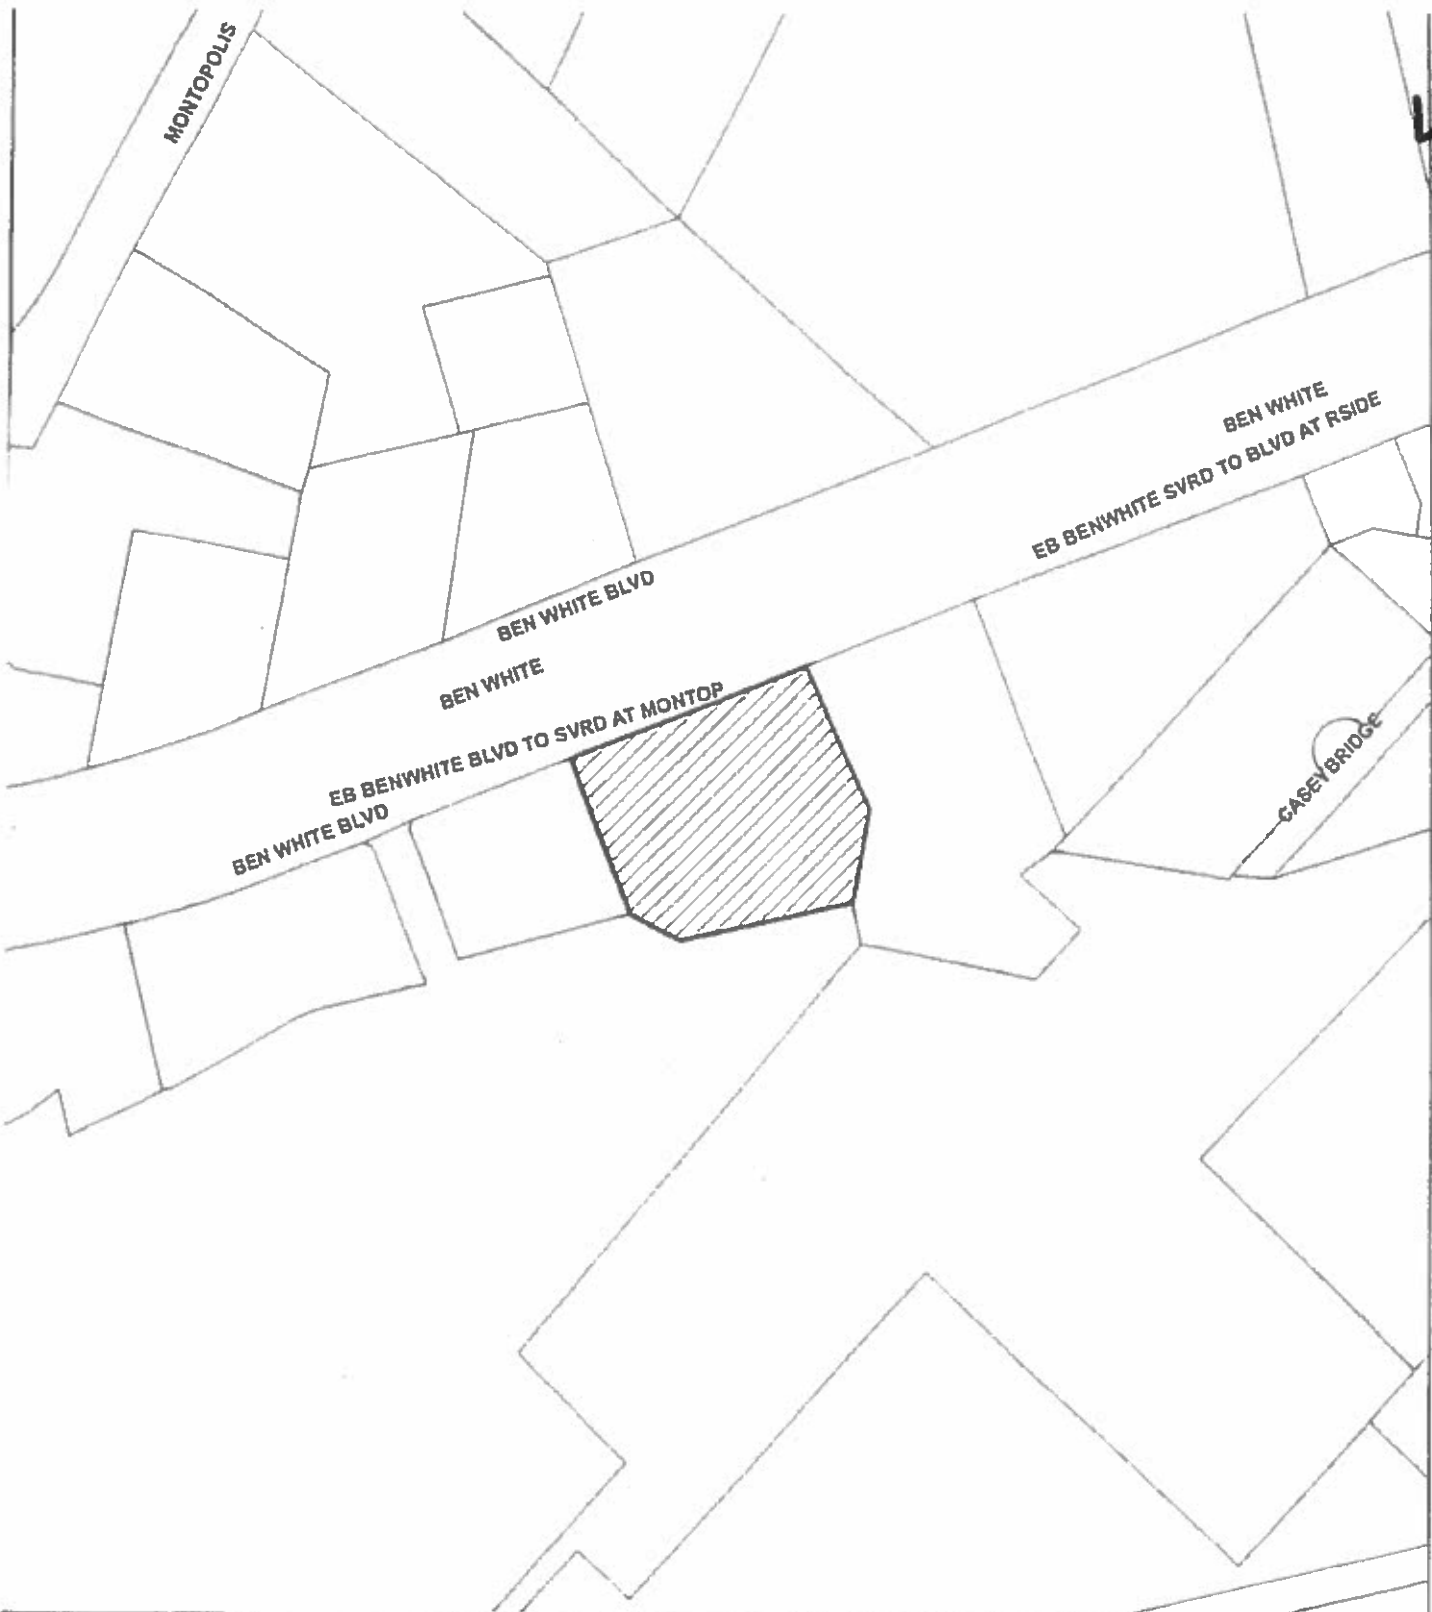 MONTOPOLIS
BEN WHITE
EB BENWHITE SVRD TO BLVD AT RSIDE
BEN WHITE BLVD
BEN WHITE
EB BENWHITE BLVD TO SVRD AT MONTOP
BEN WHITE BLVD
CASEYBRIDGE